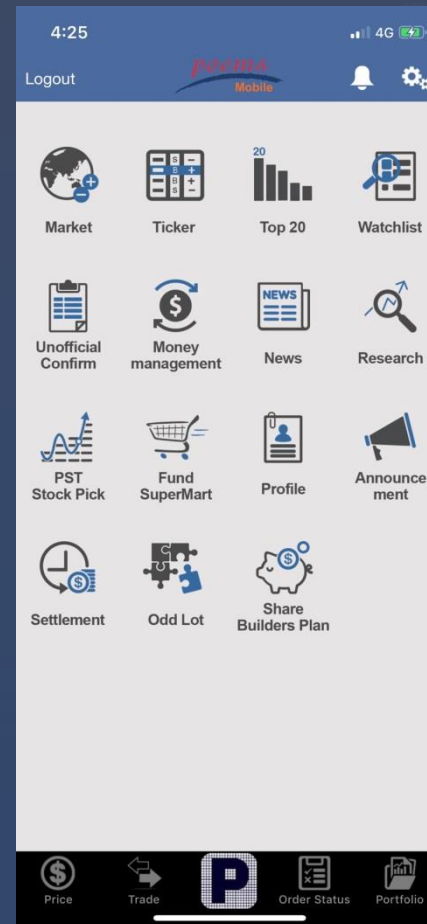 4:25
4G
Logout
poems
Mobile
20
S
B
B
S
Market
Ticker
Top 20
Watchlist
NEWS
Unofficial
Confirm
Money
management
News
Research
PST
Stock Pick
Fund
SuperMart
Profile
Announce
ment
Settlement
Odd Lot
Share
Builders Plan
P
Price
Trade
Order Status
Portfolio